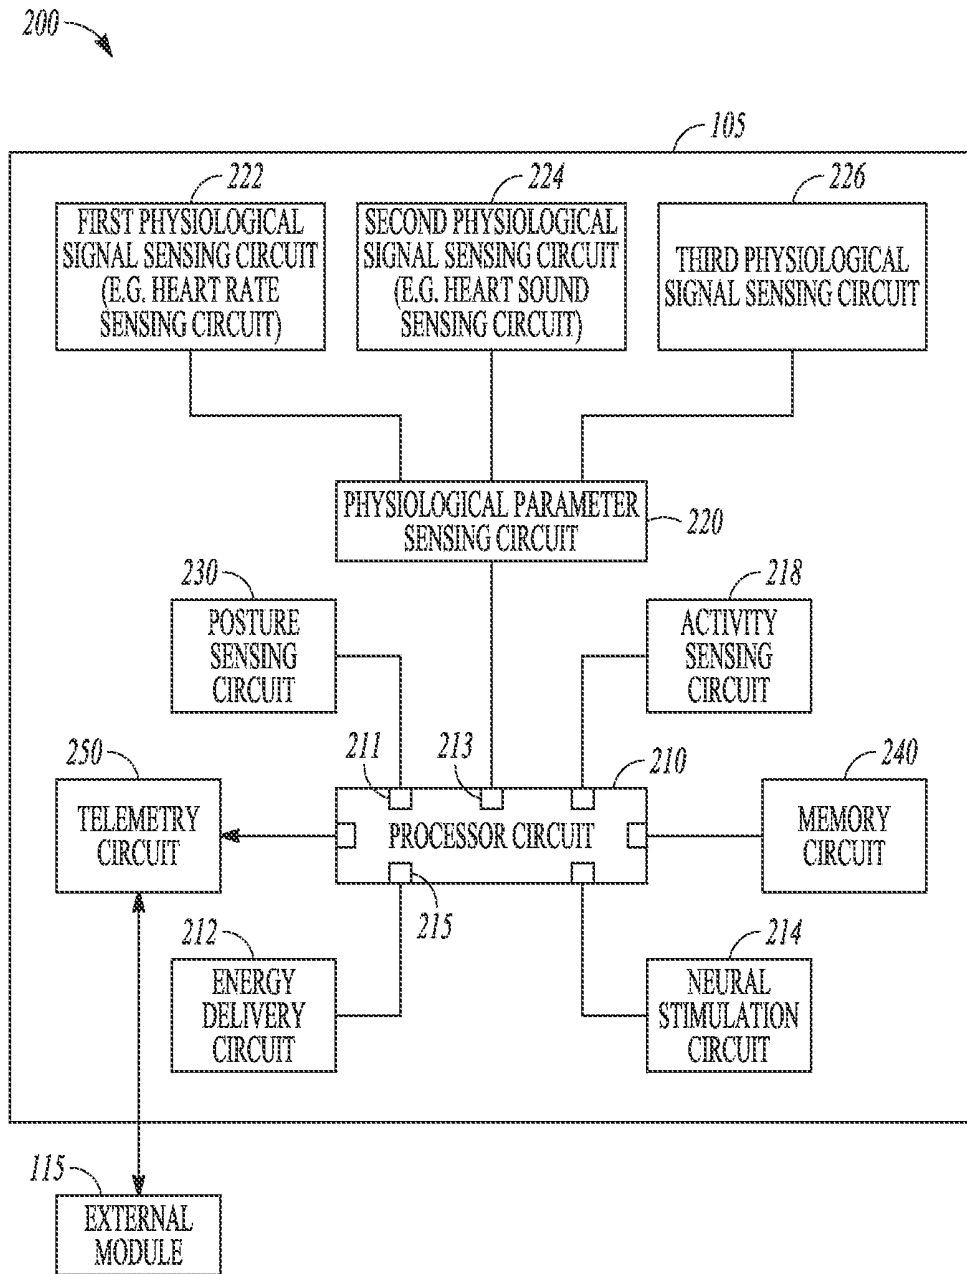 200
105
222
224
226
FIRST PHYSIOLOGICAL
SIGNAL SENSING CIRCUIT
(E.G. HEART RATE
SENSING CIRCUIT)
SECOND PHYSIOLOGICAL
SIGNAL SENSING CIRCUIT
(E.G. HEART SOUND
SENSING CIRCUIT)
THIRD PHYSIOLOGICAL
SIGNAL SENSING CIRCUIT
PHYSIOLOGICAL PARAMETER
SENSING CIRCUIT
220
230
POSTURE
SENSING
CIRCUIT
218
ACTIVITY
SENSING
CIRCUIT
250
TELEMETRY
CIRCUIT
211
213
210
PROCESSOR CIRCUIT
240
MEMORY
CIRCUIT
215
212
ENERGY
DELIVERY
CIRCUIT
214
NEURAL
STIMULATION
CIRCUIT
115
EXTERNAL
MODULE